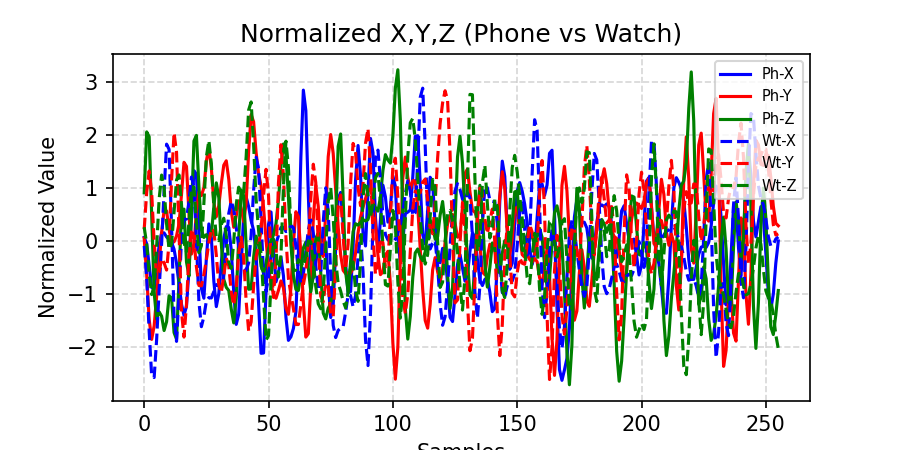 Normalized X,Y,Z (Phone vs Watch)
Normalized Value
3
2
1
0
−1
−2
0 50 100 150 200 250
Samples
Ph-X
Ph-Y
Ph-Z
Wt-X
Wt-Y
Wt-Z